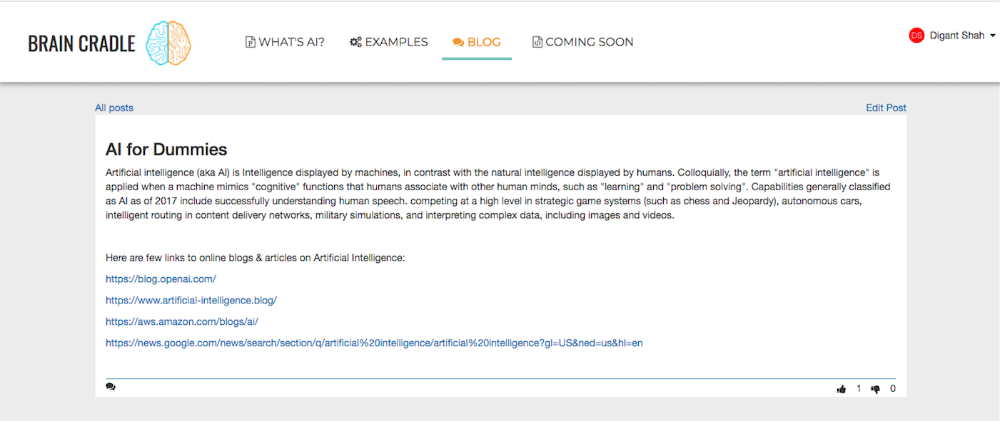 BRAIN CRADLE
WHAT'S AI?
EXAMPLES
BLOG
COMING SOON
DS
Digant Shah
All posts
Edit Post
AI for Dummies
Artificial intelligence (aka AI) is Intelligence displayed by machines, in contrast with the natural intelligence displayed by humans. Colloquially, the term "artificial intelligence" is
applied when a machine mimics "cognitive" functions that humans associate with other human minds, such as "learning" and "problem solving". Capabilities generally classified
as AI as of 2017 include successfully understanding human speech. competing at a high level in strategic game systems (such as chess and Jeopardy), autonomous cars,
intelligent routing in content delivery networks, military simulations, and interpreting complex data, including images and videos.
Here are few links to online blogs & articles on Artificial Intelligence:
https://blog.openai.com/
https://www.artificial-intelligence.blog/
https://aws.amazon.com/blogs/ai/
https://news.google.com/news/search/section/q/artificial%20intelligence/artificial%20intelligence?gl=US&ned=us&hl=en
1 0